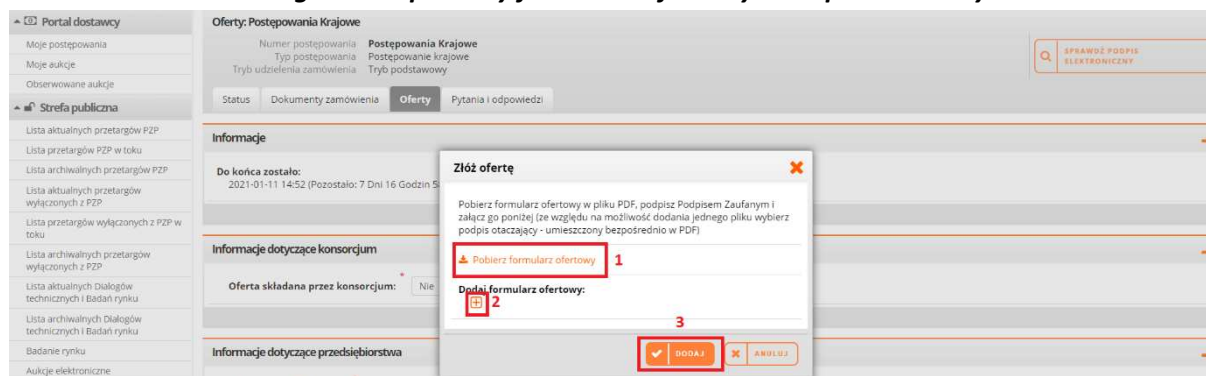 Portal dostawcy
Moje postępowania
Moje aukcje
Obserwowane aukcje
Strefa publiczna
Lista aktualnych przetargów PZP
Lista przetargów PZP w toku
Lista archiwalnych przetargów PZP
Lista aktualnych przetargów
wyłączonych z PZP
Lista przetargów wyłączonych z PZP w
toku
Lista archiwalnych przetargów
wyłączonych z PZP
Lista aktualnych Dialogów
technicznych i Badań rynku
Lista archiwalnych Dialogów
technicznych i Badań rynku
Badanie rynku
Aukcje elektroniczne
Oferty: Postępowania Krajowe
Numer postępowania Postępowania Krajowe
Typ postępowania Postępowanie krajowe
Tryb udzielenia zamówienia Tryb podstawowy
SPRAWDŹ PODPIS
ELEKTRONICZNY
Status Dokumenty zamówienia Oferty Pytania i odpowiedzi
Informacje
Do końca zostało:
2021-01-11 14:52 (Pozostało: 7 Dni 16 Godzin
Informacje dotyczące konsorcjum
Oferta składana przez konsorcjum: * Nie
Informacje dotyczące przedsiębiorstwa
Złóż ofertę
Pobierz formularz ofertowy w pliku PDF, podpisz Podpisem Zaufanym i
załącz go poniżej (ze względu na możliwość dodania jednego pliku wybierz
podpis otaczający - umieszczony bezpośrednio w PDF)
Pobierz formularz ofertowy 1
Dodaj formularz ofertowy:
2
3
DODAJ ANULUJ